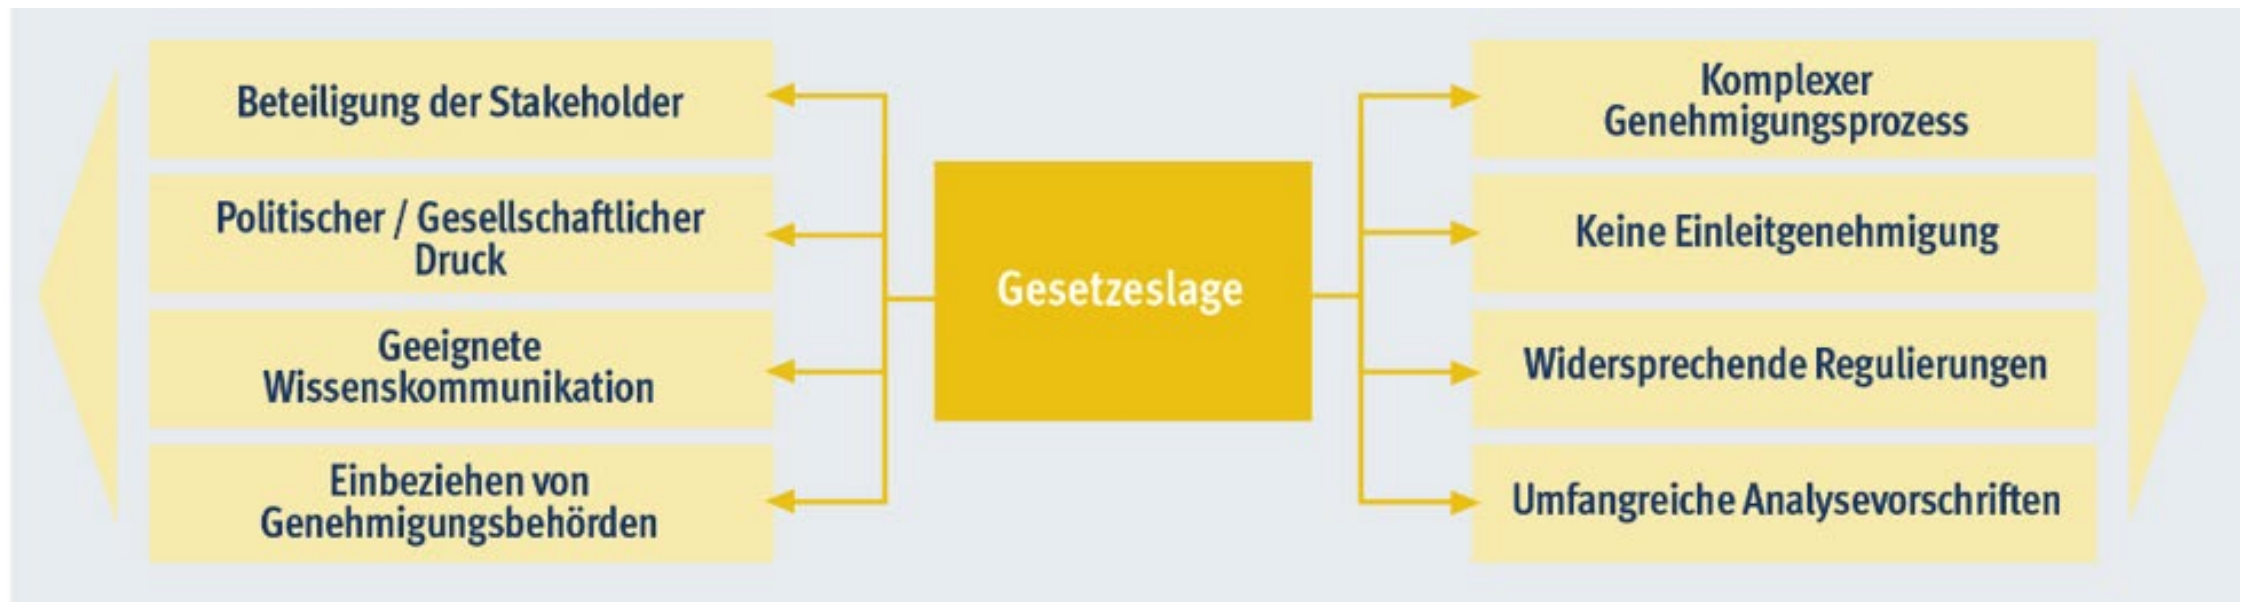 Beteiligung der Stakeholder
Politischer / Gesellschaftlicher
Druck
Geeignete
Wissenskommunikation
Einbeziehen von
Genehmigungsbehörden
Gesetzeslage
Komplexer
Genehmigungsprozess
Keine Einleitgenehmigung
Widersprechende Regulierungen
Umfangreiche Analysevorschriften